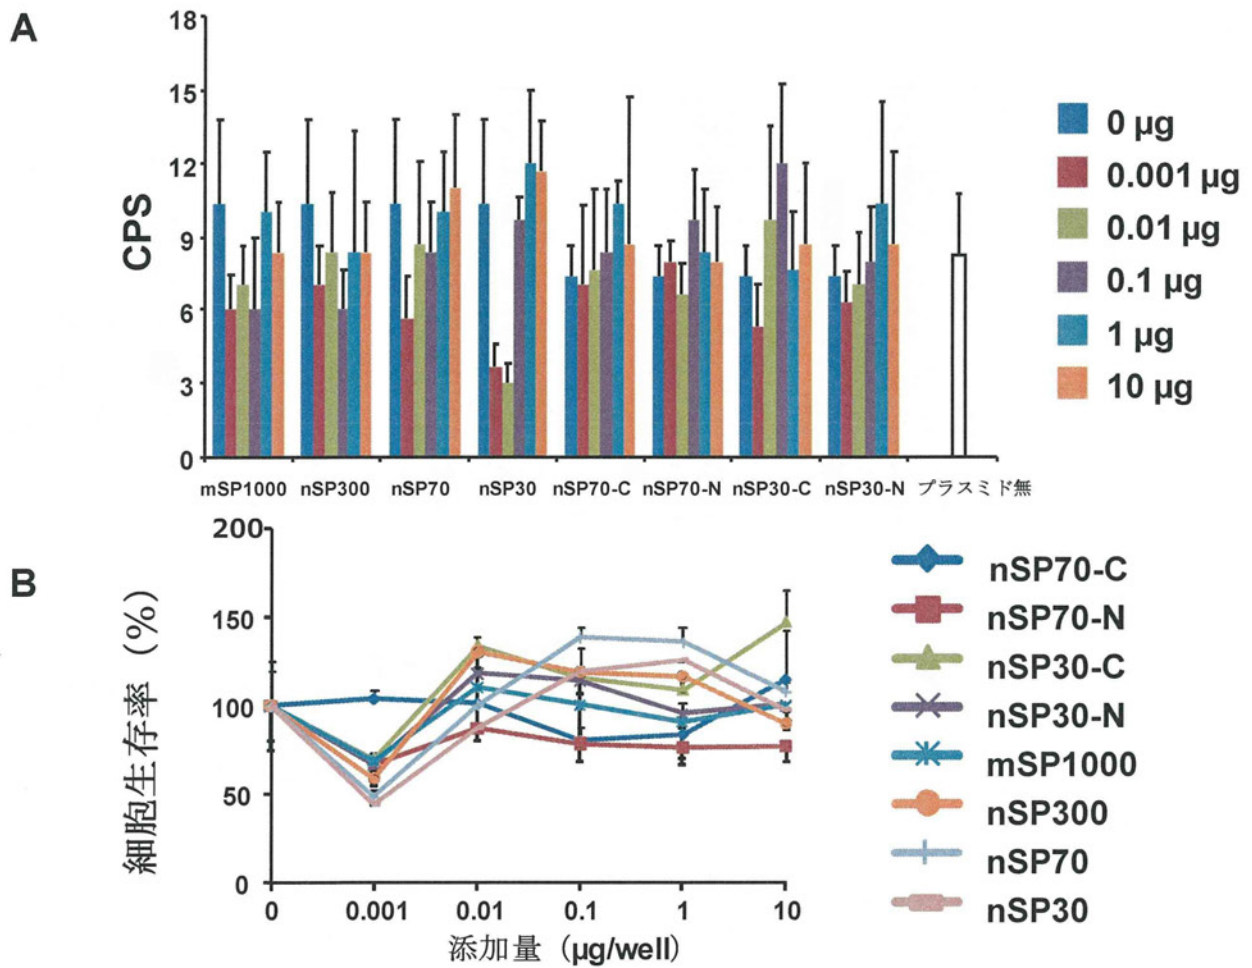 A
CPS
18
15
12
9
6
3
0
mSP1000 nSP300 nSP70 nSP30 nSP70-C nSP70-N nSP30-C nSP30-N プラスミド無
0 µg
0.001 µg
0.01 µg
0.1 µg
1 µg
10 µg
B
細胞生存率 (%)
200
150
100
50
0
0 0.001 0.01 0.1 1 10
添加量 (µg/well)
nSP70-C
nSP70-N
nSP30-C
nSP30-N
mSP1000
nSP300
nSP70
nSP30